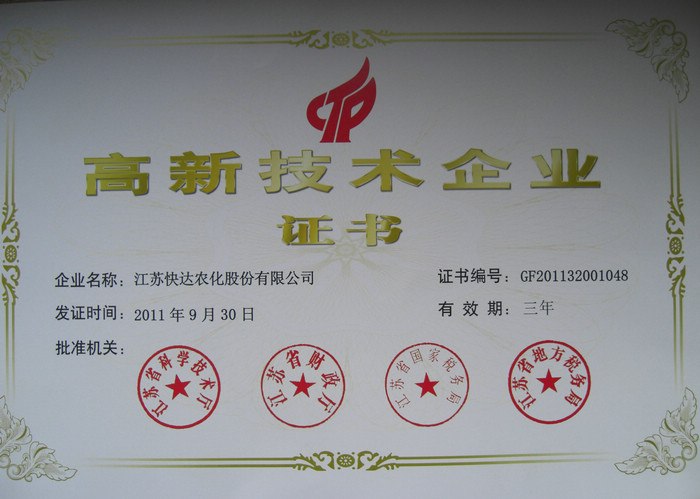 CTP
高新技术企业
证书
企业名称：江苏快达农化股份有限公司
证书编号：GF201132001048
发证时间：2011年9月30日
有效期：三年
批准机关：
江苏省科学技术厅
江苏省财政厅
江苏省国家税务局
江苏省地方税务局